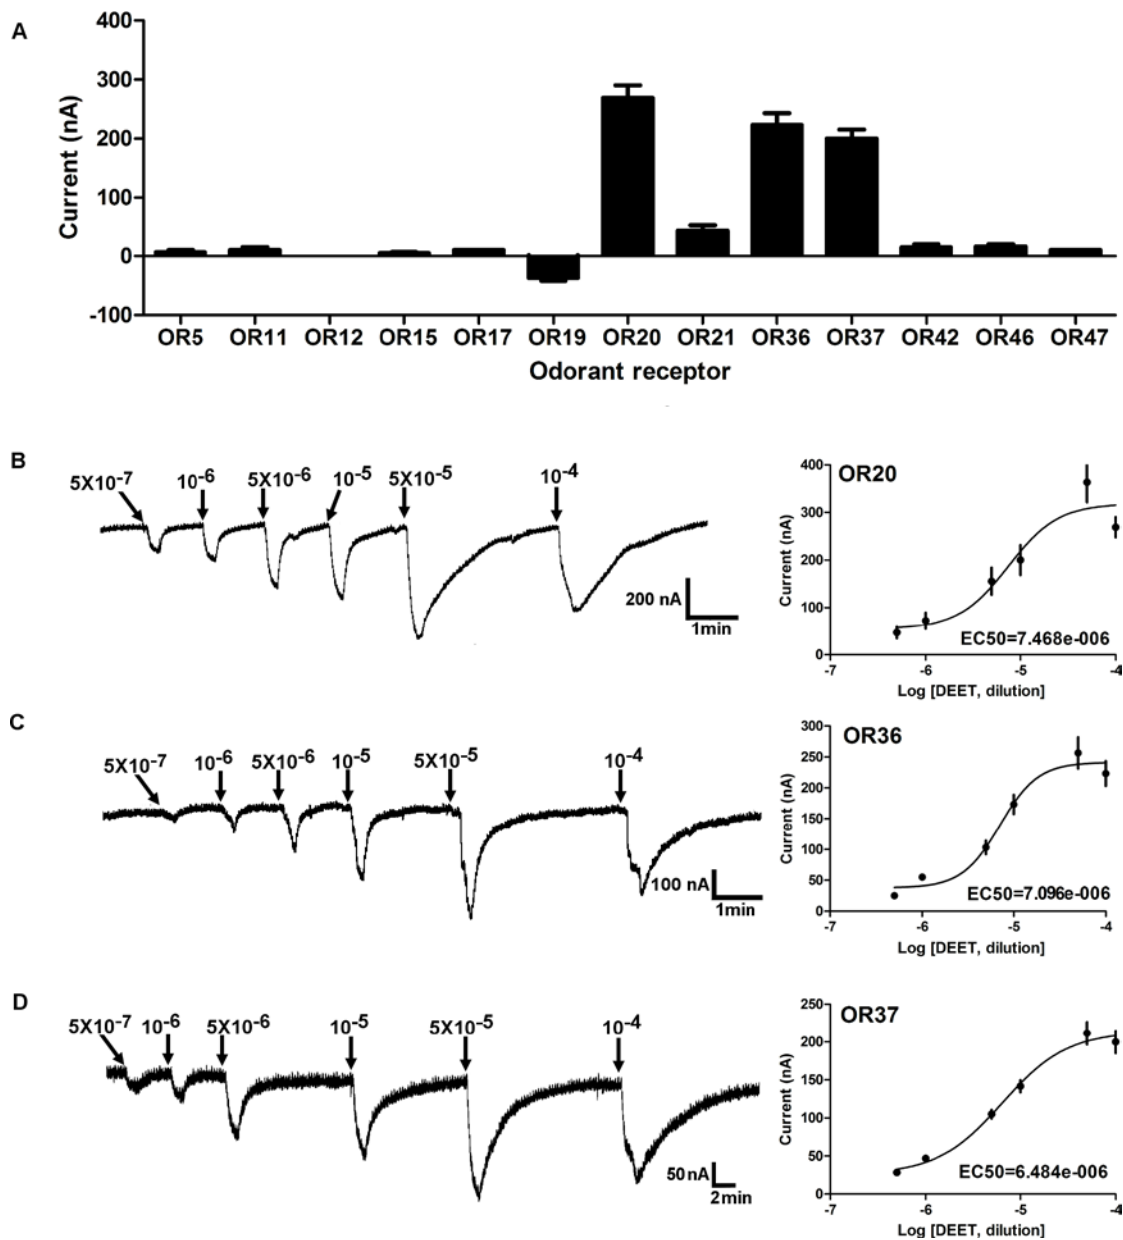 A
400
300
200
100
0
-100
Current (nA)
OR5 OR11 OR12 OR15 OR17 OR19 OR20 OR21 OR36 OR37 OR42 OR46 OR47
Odorant receptor
B
5X10-7 10-6 5X10-6 10-5 5X10-5 10-4
200 nA
1min
OR20
400
300
200
100
0
Current (nA)
EC50=7.468e-006
-7 -6 -5 -4
Log [DEET, dilution]
C
5X10-7 10-6 5X10-6 10-5 5X10-5 10-4
100 nA
1min
OR36
300
250
200
150
100
50
0
Current (nA)
EC50=7.096e-006
-7 -6 -5 -4
Log [DEET, dilution]
D
5X10-7 10-6 5X10-6 10-5 5X10-5 10-4
50 nA
2min
OR37
250
200
150
100
50
0
Current (nA)
EC50=6.484e-006
-7 -6 -5 -4
Log [DEET, dilution]